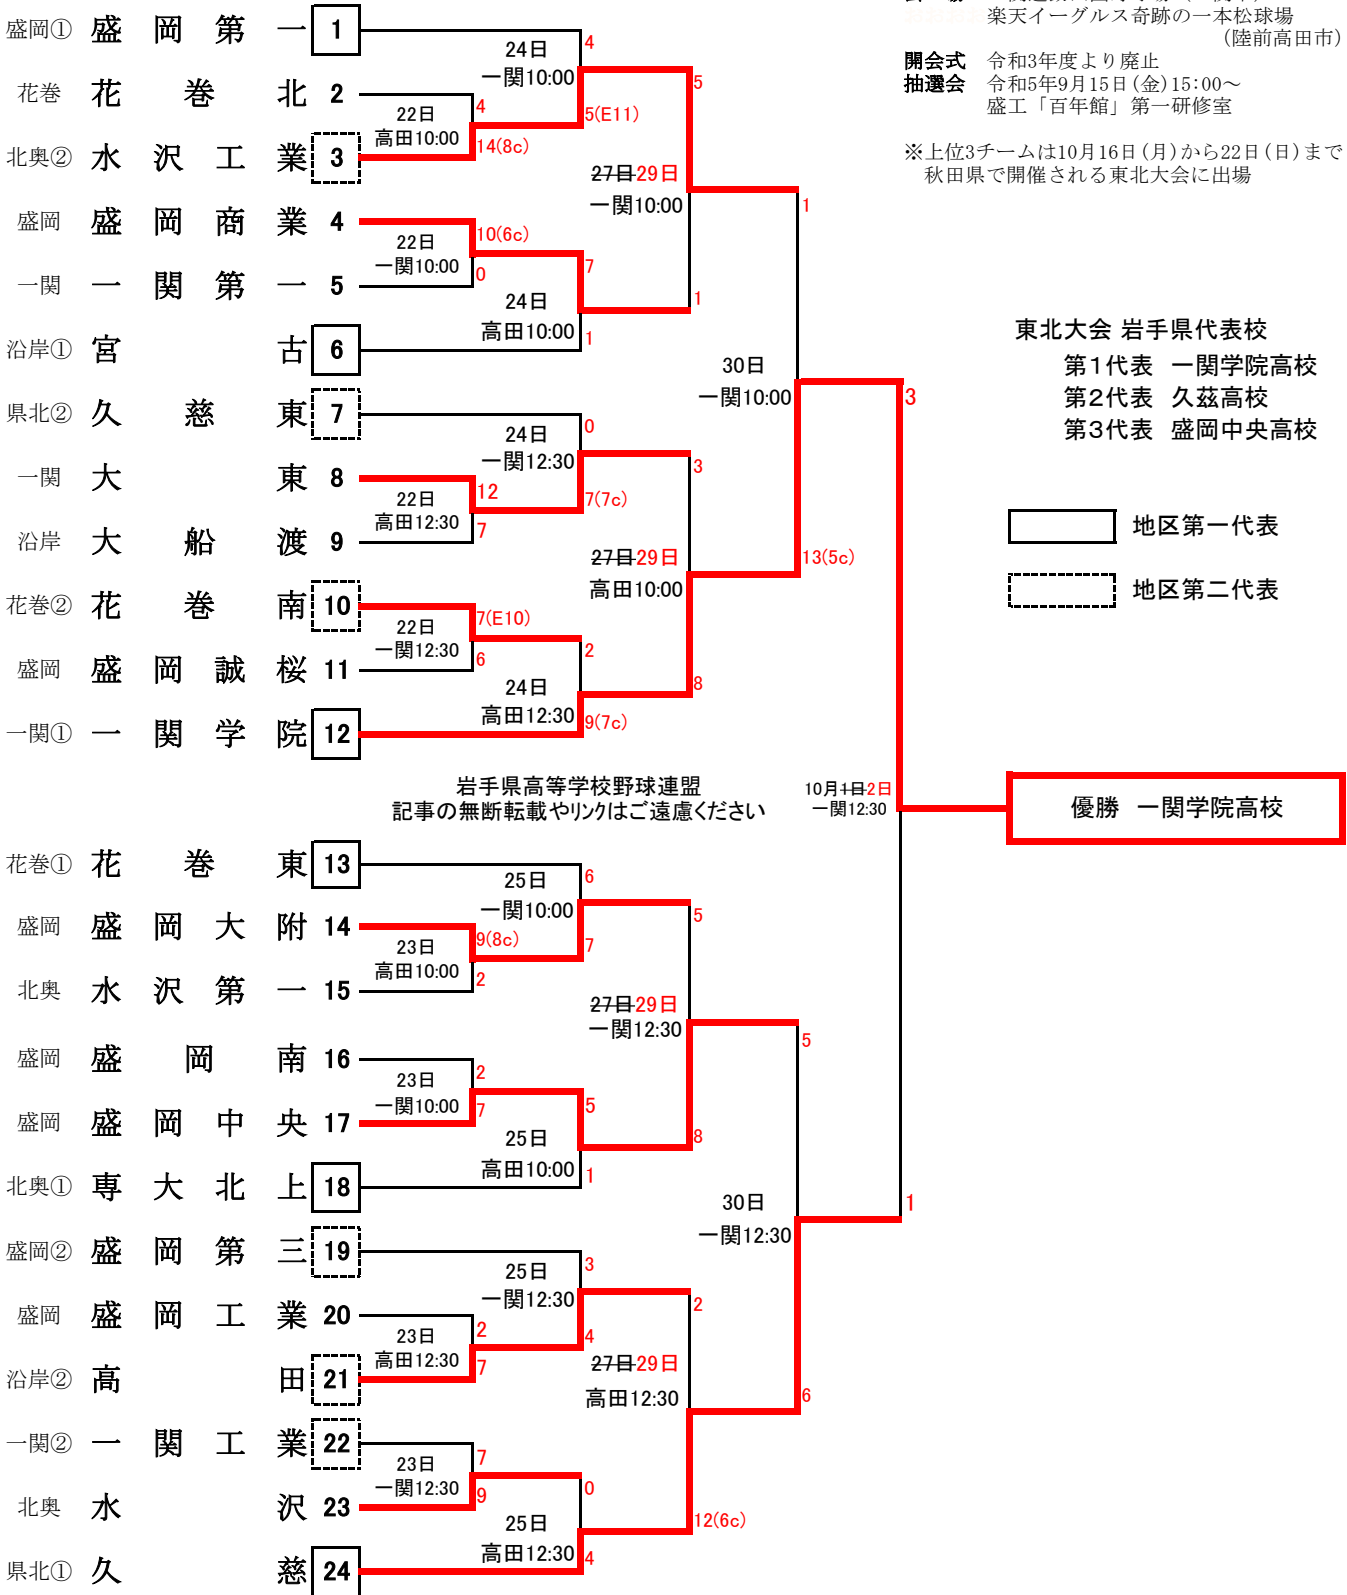 楽天イーグルス奇跡の一本松球場
(陸前高田市)
開会式 令和3年度より廃止
抽選会 令和5年9月15日(金)15:00～
盛工「百年館」第一研修室
※上位3チームは10月16日(月)から22日(日)まで
秋田県で開催される東北大会に出場
盛岡① 盛岡第一 1
花巻 花巻北 2
北奥② 水沢工業 3
盛岡 盛岡商業 4
一関 一関第一 5
沿岸① 宮古 6
県北② 久慈東 7
一関 大東 8
沿岸 大船渡 9
花巻② 花巻南 10
盛岡 盛岡誠桜 11
一関① 一関学院 12
22日
高田10:00
4
14(8c)
22日
一関10:00
10(6c)
0
22日
高田12:30
12
7
22日
一関12:30
7(E10)
6
24日
一関10:00
4
5(E11)
24日
高田10:00
7
1
24日
一関12:30
0
7(7c)
24日
高田12:30
2
9(7c)
27日29日
一関10:00
5
1
27日29日
高田10:00
3
8
30日
一関10:00
1
13(5c)
東北大会 岩手県代表校
第1代表 一関学院高校
第2代表 久茲高校
第3代表 盛岡中央高校
地区第一代表
地区第二代表
岩手県高等学校野球連盟
記事の無断転載やリンクはご遠慮ください
10月1日2日
一関12:30
3
1
優勝 一関学院高校
花巻① 花巻東 13
盛岡 盛岡大附 14
北奥 水沢第一 15
盛岡 盛岡南 16
盛岡 盛岡中央 17
北奥① 専大北上 18
盛岡② 盛岡第三 19
盛岡 盛岡工業 20
沿岸② 高田 21
一関② 一関工業 22
北奥 水沢 23
県北① 久慈 24
23日
高田10:00
9(8c)
2
23日
一関10:00
2
7
23日
高田12:30
2
7
23日
一関12:30
7
9
25日
一関10:00
6
7
25日
高田10:00
5
1
25日
一関12:30
3
4
25日
高田12:30
0
4
27日29日
一関12:30
5
8
27日29日
高田12:30
2
12(6c)
30日
一関12:30
5
6